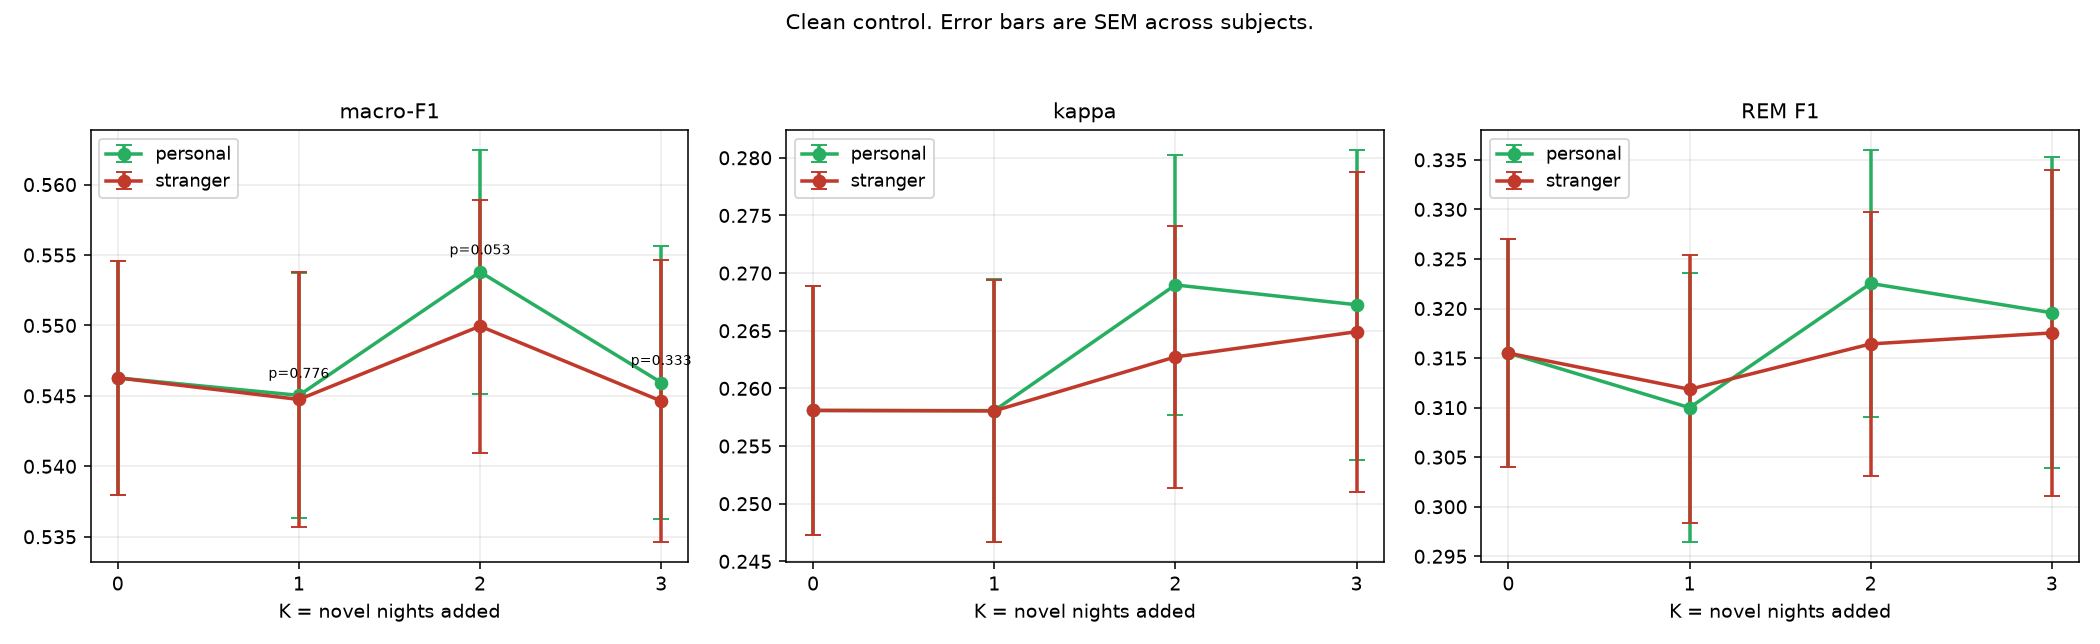 Clean control. Error bars are SEM across subjects.
macro-F1
personal
stranger
0.560
0.555
0.550
0.545
0.540
0.535
p=0.776
p=0.053
p=0.333
0
1
2
3
K = novel nights added
kappa
personal
stranger
0.280
0.275
0.270
0.265
0.260
0.255
0.250
0.245
0
1
2
3
K = novel nights added
REM F1
personal
stranger
0.335
0.330
0.325
0.320
0.315
0.310
0.305
0.300
0.295
0
1
2
3
K = novel nights added